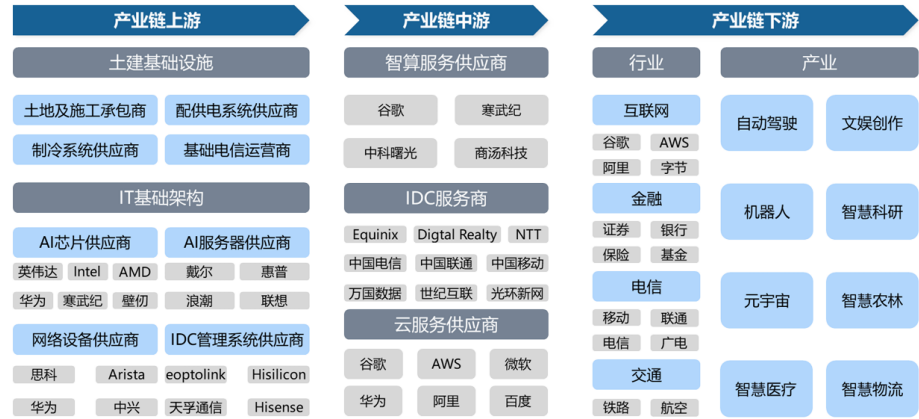 产业链上游
土建基础设施
土地及施工承包商 配供电系统供应商
制冷系统供应商 基础电信运营商
IT基础架构
AI芯片供应商 AI服务器供应商
英伟达 Intel AMD 戴尔 惠普
华为 寒武纪 壁仞 浪潮 联想
网络设备供应商 IDC管理系统供应商
思科 Arista eoptolink Hisilicon
华为 中兴 天孚通信 Hisense
产业链中游
智算服务供应商
谷歌 寒武纪
中科曙光 商汤科技
IDC服务商
Equinix Digtal Realty NTT
中国电信 中国联通 中国移动
万国数据 世纪互联 光环新网
云服务供应商
谷歌 AWS 微软
华为 阿里 百度
产业链下游
行业
互联网
谷歌 AWS
阿里 字节
金融
证券 银行
保险 基金
电信
移动 联通
电信 广电
交通
铁路 航空
产业
自动驾驶 文娱创作
机器人 智慧科研
元宇宙 智慧农林
智慧医疗 智慧物流